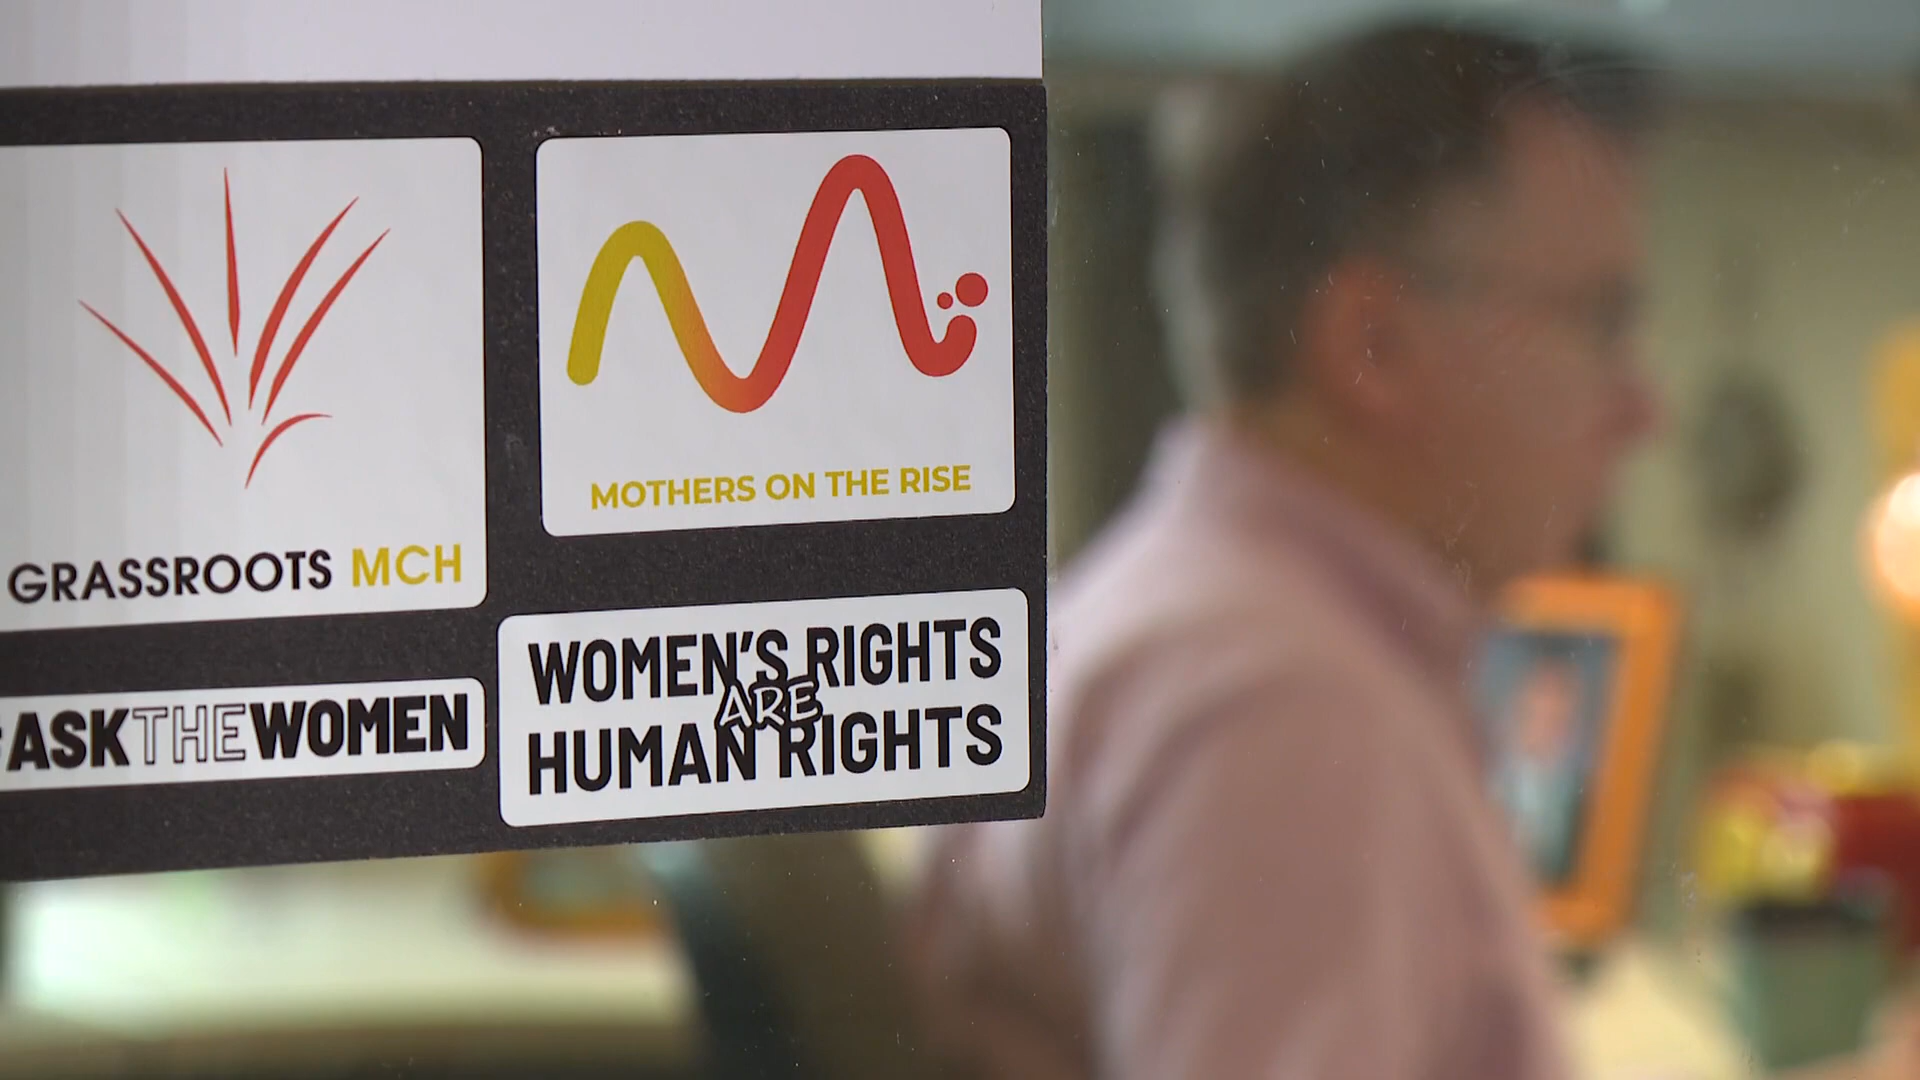 GRASSROOTS MCH
MOTHERS ON THE RISE
#ASKTHEWOMEN
WOMEN'S RIGHTS
ARE
HUMAN RIGHTS